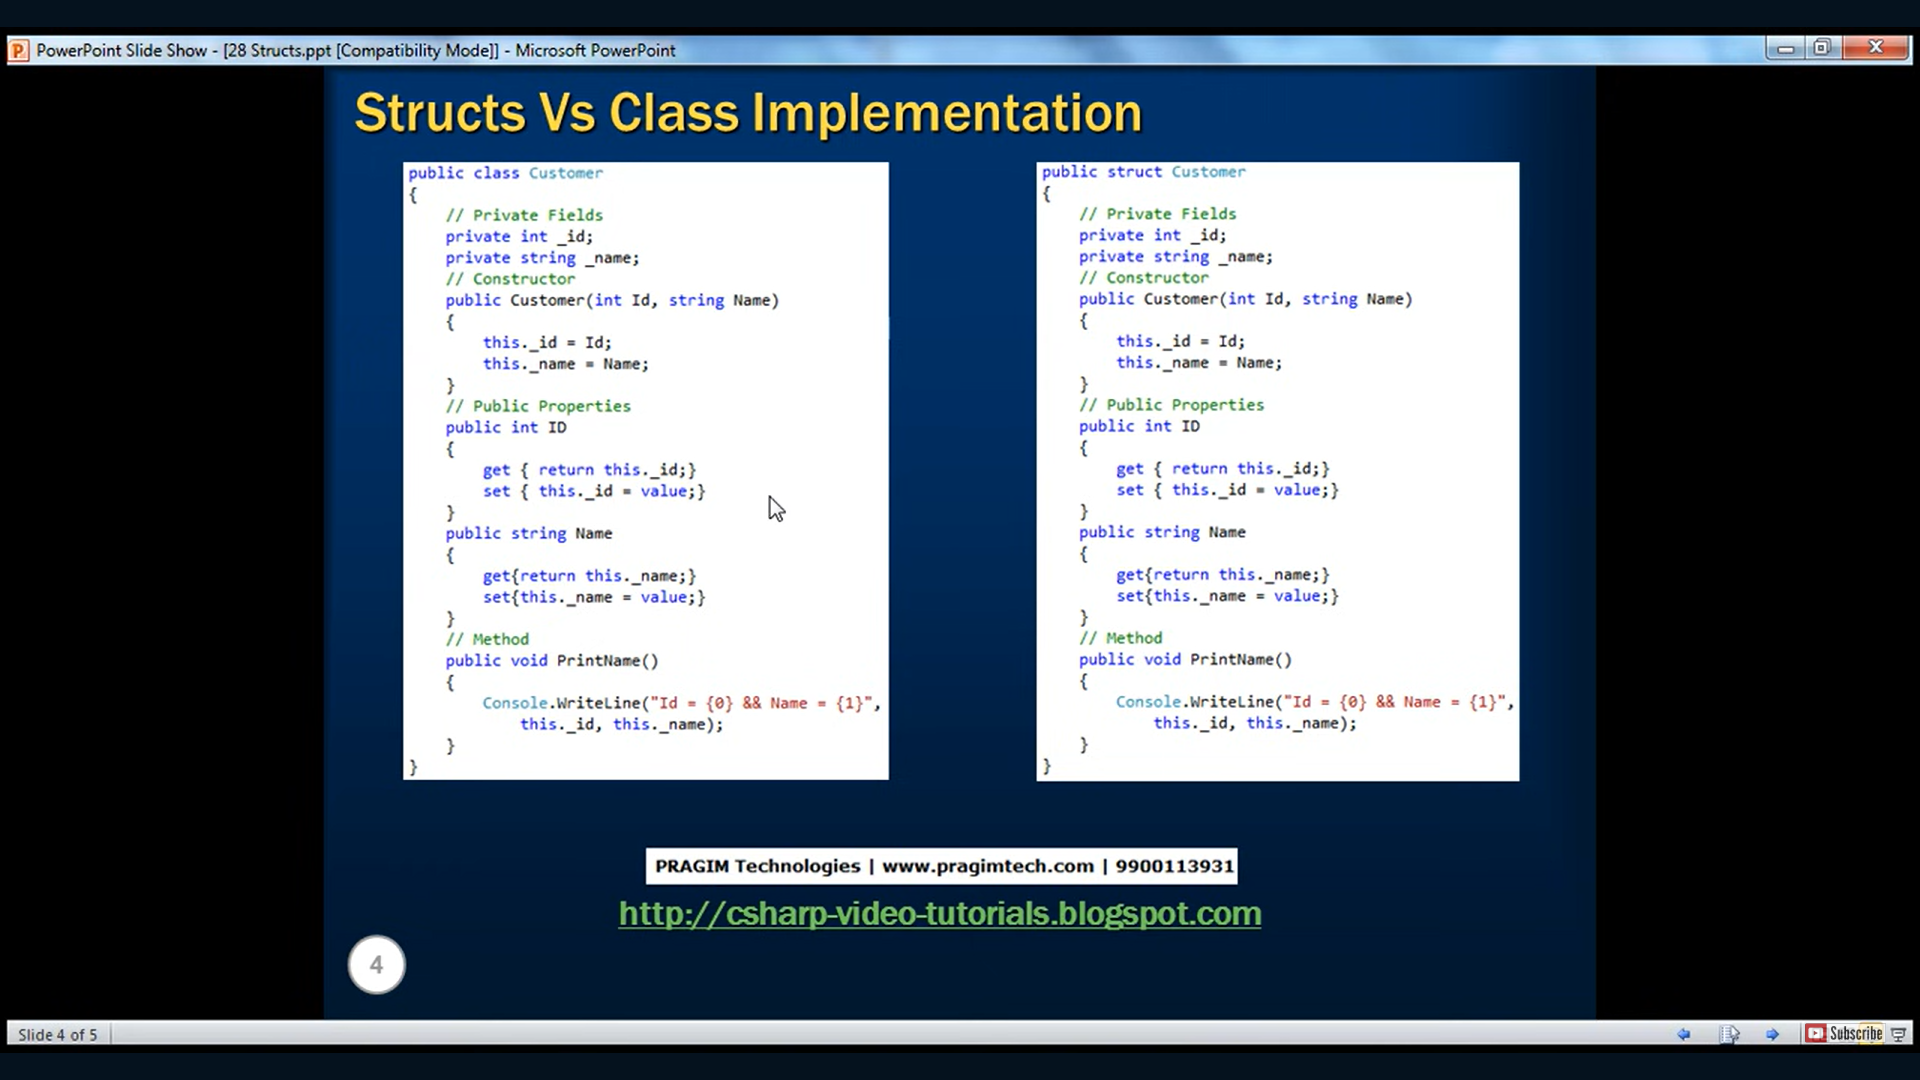 PowerPoint Slide Show - [28 Structs.ppt [Compatibility Mode]] - Microsoft PowerPoint
Structs Vs Class Implementation
public class Customer
{
// Private Fields
private int _id;
private string _name;
// Constructor
public Customer(int Id, string Name)
{
this._id = Id;
this._name = Name;
}
// Public Properties
public int ID
{
get { return this._id;}
set { this._id = value;}
}
public string Name
{
get{return this._name;}
set{this._name = value;}
}
// Method
public void PrintName()
{
Console.WriteLine("Id = {0} && Name = {1}",
this._id, this._name);
}
}
public struct Customer
{
// Private Fields
private int _id;
private string _name;
// Constructor
public Customer(int Id, string Name)
{
this._id = Id;
this._name = Name;
}
// Public Properties
public int ID
{
get { return this._id;}
set { this._id = value;}
}
public string Name
{
get{return this._name;}
set{this._name = value;}
}
// Method
public void PrintName()
{
Console.WriteLine("Id = {0} && Name = {1}",
this._id, this._name);
}
}
PRAGIM Technologies | www.pragimtech.com | 9900113931
http://csharp-video-tutorials.blogspot.com
4
Slide 4 of 5
Subscribe